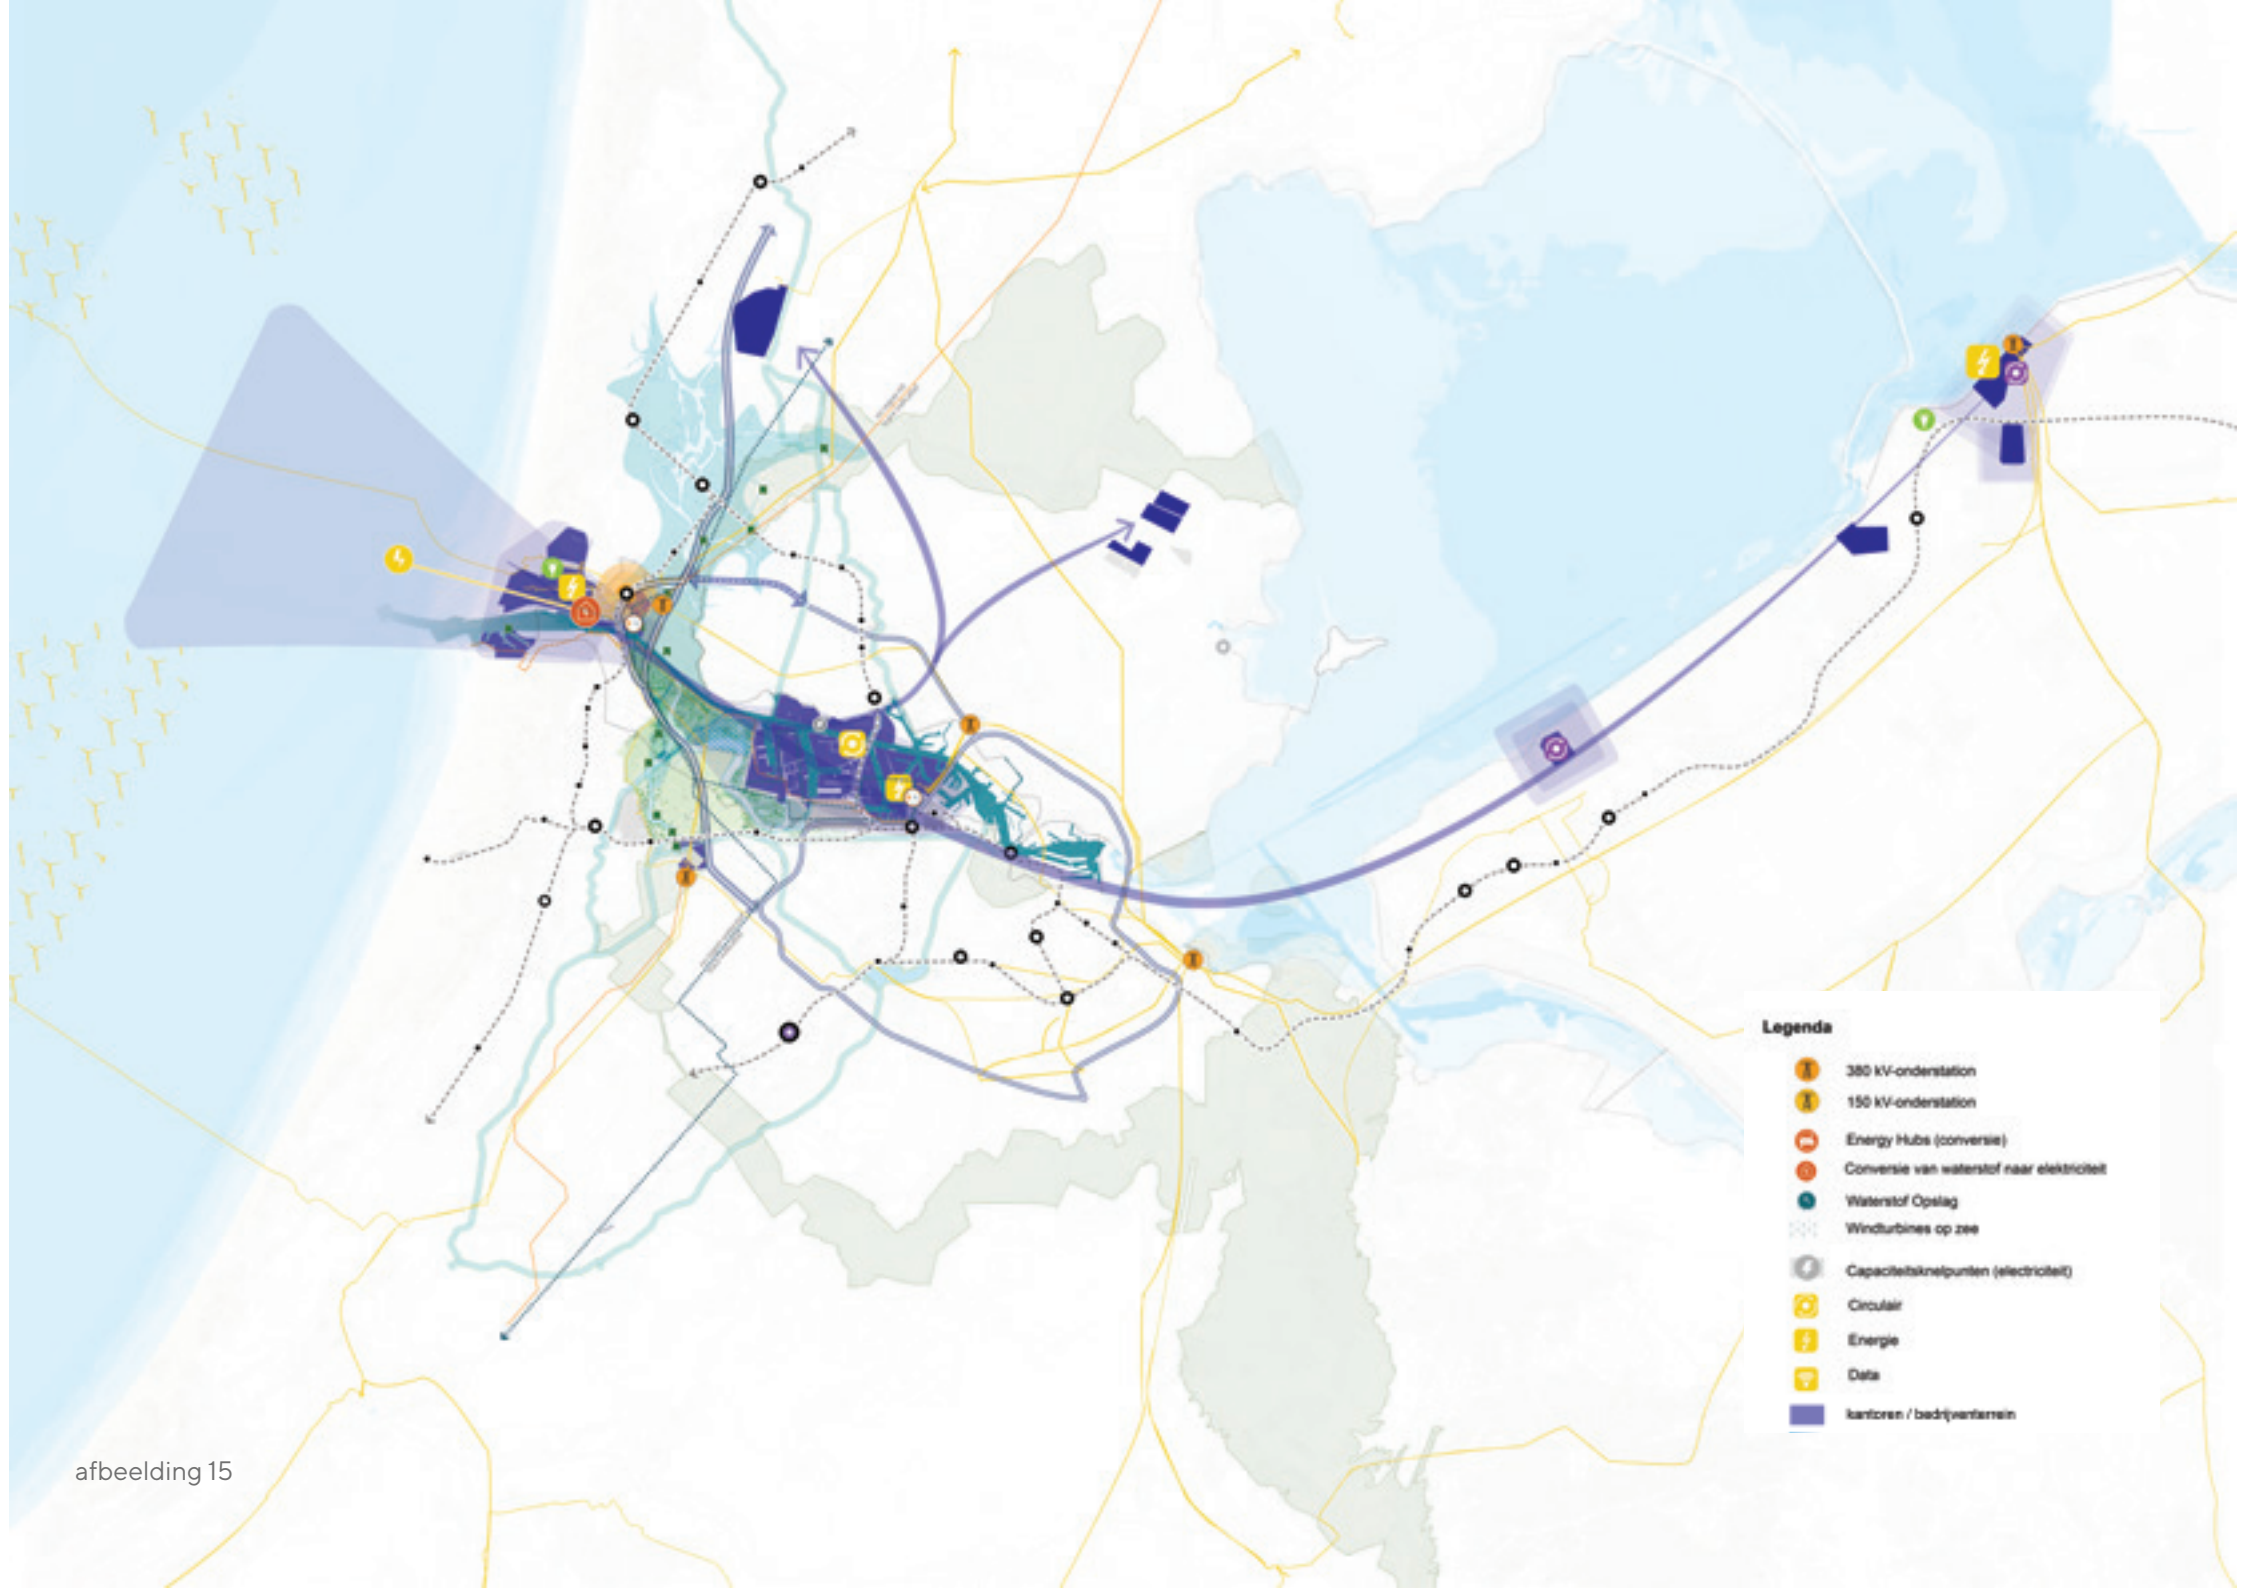 Legenda
380 kV-onderstation
150 kV-onderstation
Energy Hubs (conversie)
Conversie van waterstof naar elektriciteit
Waterstof Opslag
Windturbines op zee
Capaciteitsknelpunten (electriciteit)
Circulair
Energie
Data
kantoren / bedrijventerrein
afbeelding 15